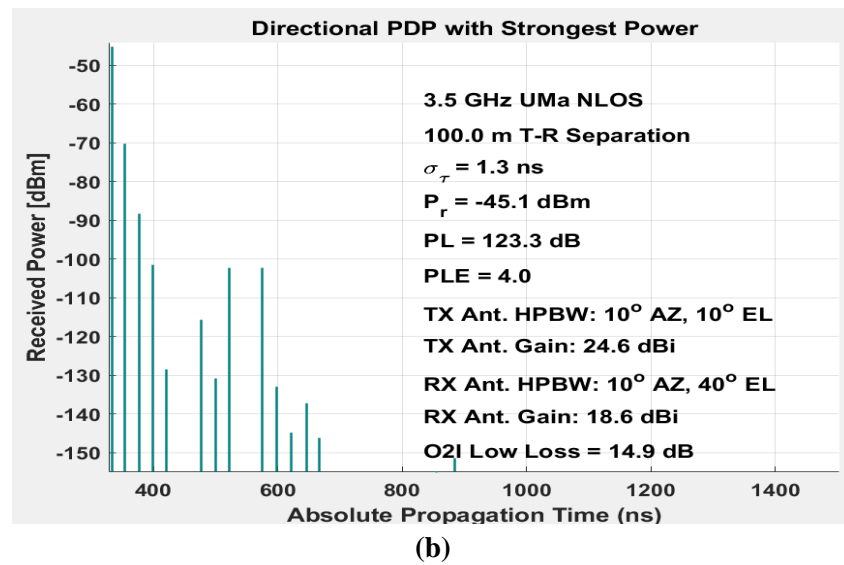 Directional PDP with Strongest Power
Received Power [dBm]
-50
-60
-70
-80
-90
-100
-110
-120
-130
-140
-150
3.5 GHz UMa NLOS
100.0 m T-R Separation
σ_τ = 1.3 ns
P_r = -45.1 dBm
PL = 123.3 dB
PLE = 4.0
TX Ant. HPBW: 10° AZ, 10° EL
TX Ant. Gain: 24.6 dBi
RX Ant. HPBW: 10° AZ, 40° EL
RX Ant. Gain: 18.6 dBi
O2I Low Loss = 14.9 dB
400 600 800 1000 1200 1400
Absolute Propagation Time (ns)
(b)